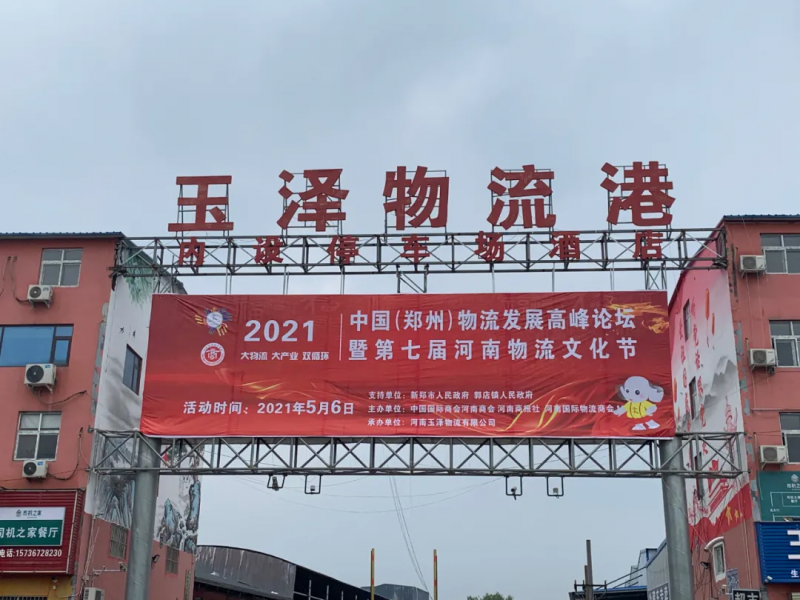 玉泽物流港
内设停车场酒店
2021
大物流 大产业 双循环
中国(郑州)物流发展高峰论坛
暨第七届河南物流文化节
活动时间、2021年5月6日
支持单位：新郑市人民政府 郭店镇人民政府
主办单位：中国国际商会河南商会 河南商报社 河南国际物流商会
承办单位：河南玉泽物流有限公司
司机之家
司机之家餐厅
电话:15736728230